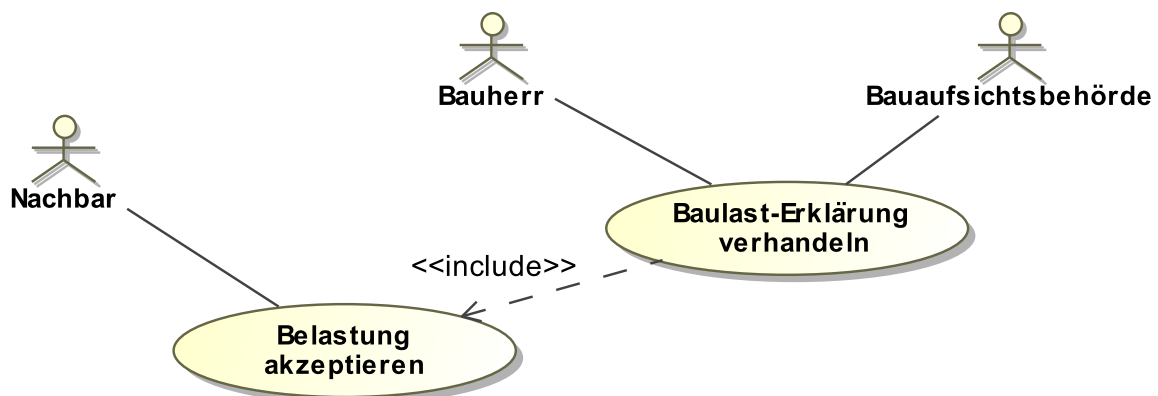 Bauherr
Bauaufsichtsbehörde
Nachbar
Baulast-Erklärung
verhandeln
<<include>>
Belastung
akzeptieren